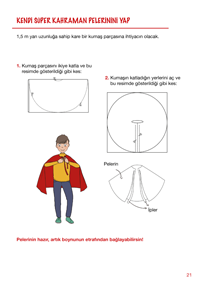 KENDİ SÜPER KAHRAMAN PELERİNİNİ YAP
1,5 m yarı uzunluğa sahip kare bir kumaş parçasına ihtiyacın olacak.
1. Kumaş parçasını ikiye katla ve bu
resimde gösterildiği gibi kes:
2. Kumaşın katladığın yerlerini aç ve
bu resimde gösterildiği gibi kes:
Pelerin
İpler
Pelerinin hazır, artık boynunun etrafından bağlayabilirsin!
21